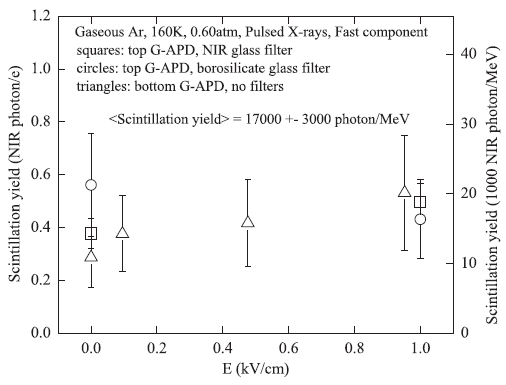 Gaseous Ar, 160K, 0.60atm, Pulsed X-rays, Fast component
squares: top G-APD, NIR glass filter
circles: top G-APD, borosilicate glass filter
triangles: bottom G-APD, no filters
<Scintillation yield> = 17000 +- 3000 photon/MeV
Scintillation yield (NIR photon/e)
1.2
1.0
0.8
0.6
0.4
0.2
0.0
Scintillation yield (1000 NIR photon/MeV)
40
30
20
10
0
0.0 0.2 0.4 0.6 0.8 1.0
E (kV/cm)